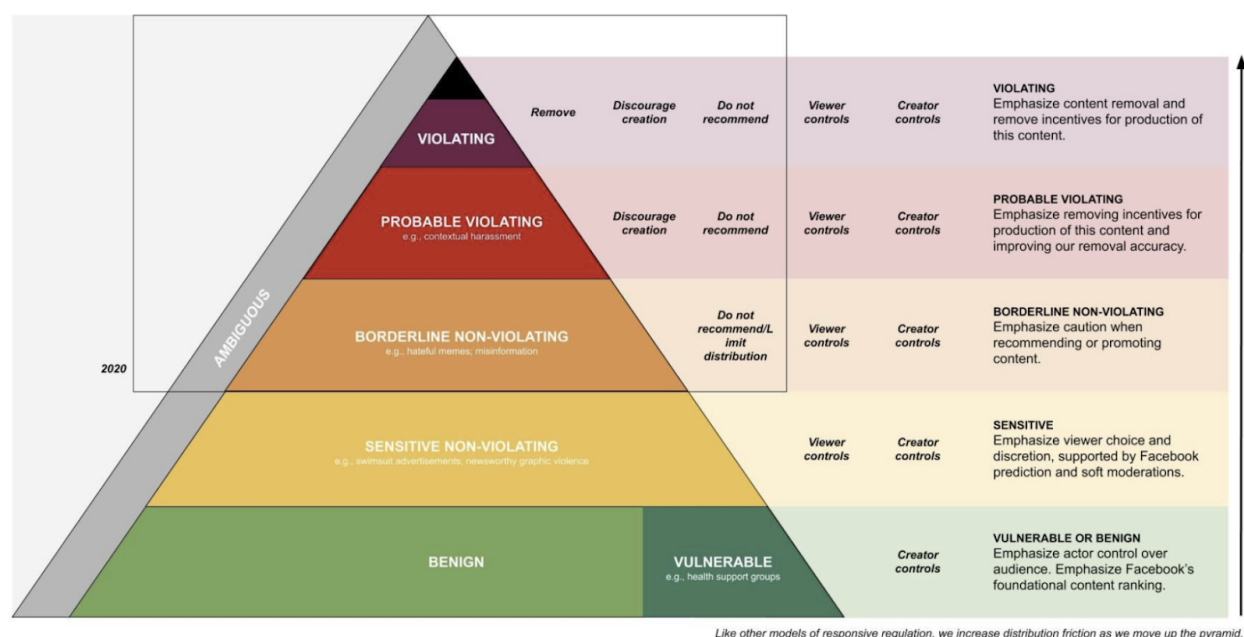 VIOLATING
Emphasize content removal and
remove incentives for production of
this content.
Remove
Discourage
creation
Do not
recommend
Viewer
controls
Creator
controls
VIOLATING
PROBABLE VIOLATING
Emphasize removing incentives for
production of this content and
improving our removal accuracy.
PROBABLE VIOLATING
e.g., contextual harassment
Discourage
creation
Do not
recommend
Viewer
controls
Creator
controls
AMBIGUOUS
BORDERLINE NON-VIOLATING
Emphasize caution when
recommending or promoting
content.
BORDERLINE NON-VIOLATING
e.g., hateful memes; misinformation
Do not
recommend/L
imit
distribution
Viewer
controls
Creator
controls
2020
SENSITIVE
Emphasize viewer choice and
discretion, supported by Facebook
prediction and soft moderations.
SENSITIVE NON-VIOLATING
e.g., swimsuit advertisements; newsworthy graphic violence
Viewer
controls
Creator
controls
VULNERABLE OR BENIGN
Emphasize actor control over
audience. Emphasize Facebook's
foundational content ranking.
BENIGN
VULNERABLE
e.g., health support groups
Creator
controls
Like other models of responsive regulation, we increase distribution friction as we move up the pyramid.